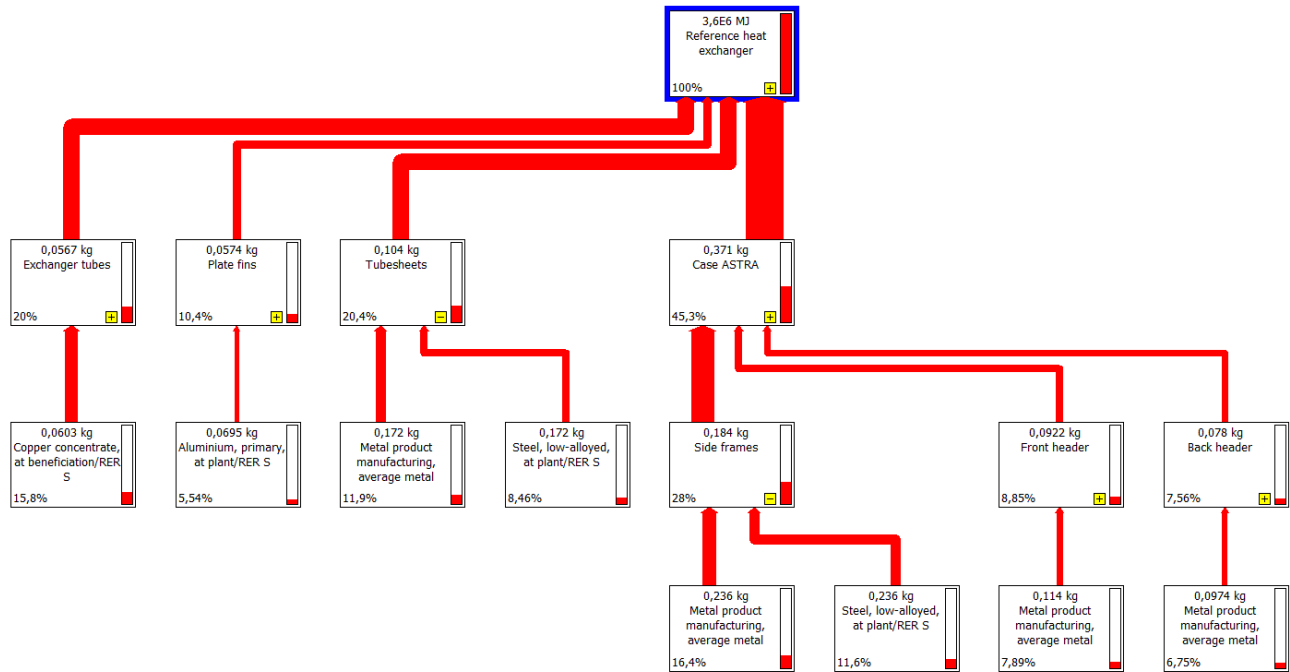 3,6E6 MJ
Reference heat
exchanger
100%
0,0567 kg
Exchanger tubes
20%
0,0574 kg
Plate fins
10,4%
0,104 kg
Tubesheets
20,4%
0,371 kg
Case ASTRA
45,3%
0,0603 kg
Copper concentrate,
at beneficiation/RER
S
15,8%
0,0695 kg
Aluminium, primary,
at plant/RER S
5,54%
0,172 kg
Metal product
manufacturing,
average metal
11,9%
0,172 kg
Steel, low-alloyed,
at plant/RER S
8,46%
0,184 kg
Side frames
28%
0,0922 kg
Front header
8,85%
0,078 kg
Back header
7,56%
0,236 kg
Metal product
manufacturing,
average metal
16,4%
0,236 kg
Steel, low-alloyed,
at plant/RER S
11,6%
0,114 kg
Metal product
manufacturing,
average metal
7,89%
0,0974 kg
Metal product
manufacturing,
average metal
6,75%